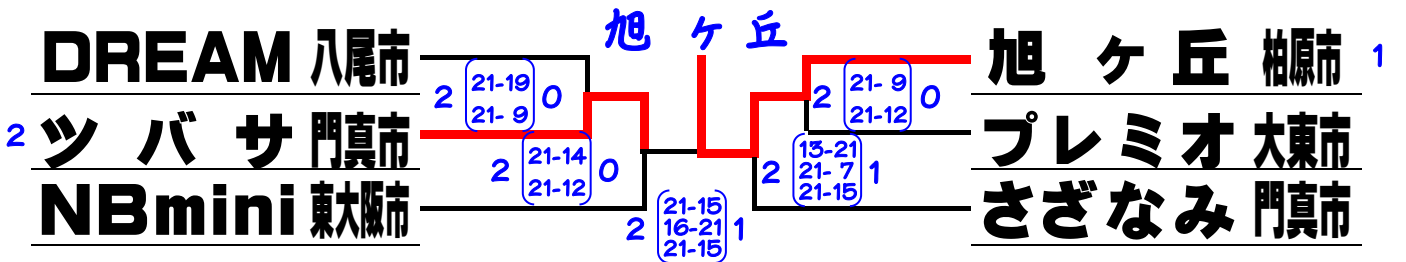 旭ヶ丘
DREAM 八尾市
ツバサ 門真市
NBmini 東大阪市
2
2 21-19 0
21- 9
2 21-14 0
21-12
2 21-15 1
16-21
21-15
2 21- 9 0
21-12
2 13-21 1
21- 7
21-15
旭ヶ丘 柏原市
プレミオ 大東市
さざなみ 門真市
1